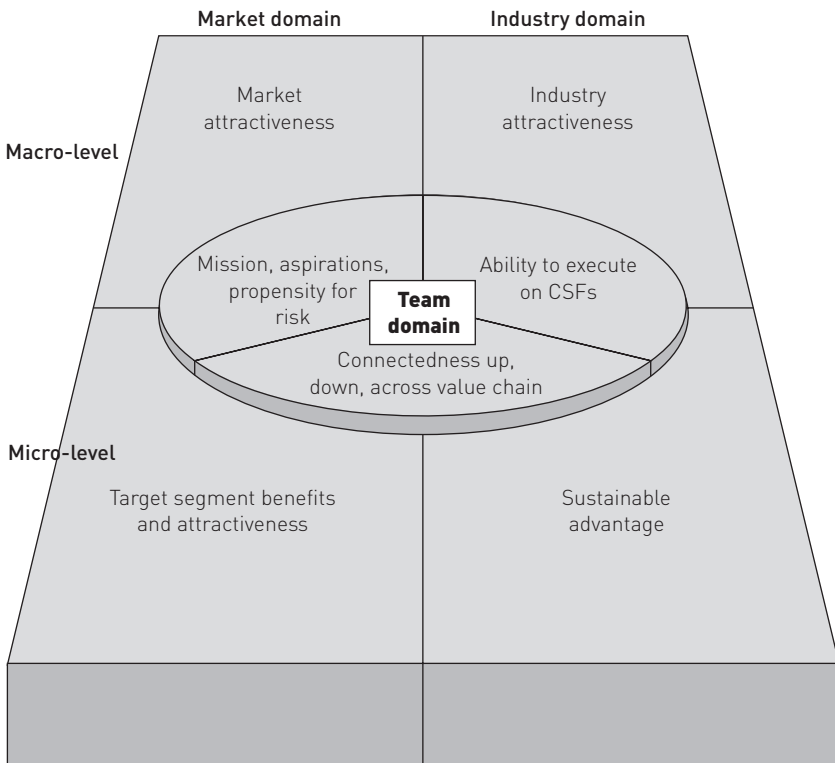 Market domain
Industry domain
Market
attractiveness
Industry
attractiveness
Macro-level
Mission, aspirations,
propensity for
risk
Ability to execute
on CSFs
Team
domain
Connectedness up,
down, across value chain
Micro-level
Target segment benefits
and attractiveness
Sustainable
advantage